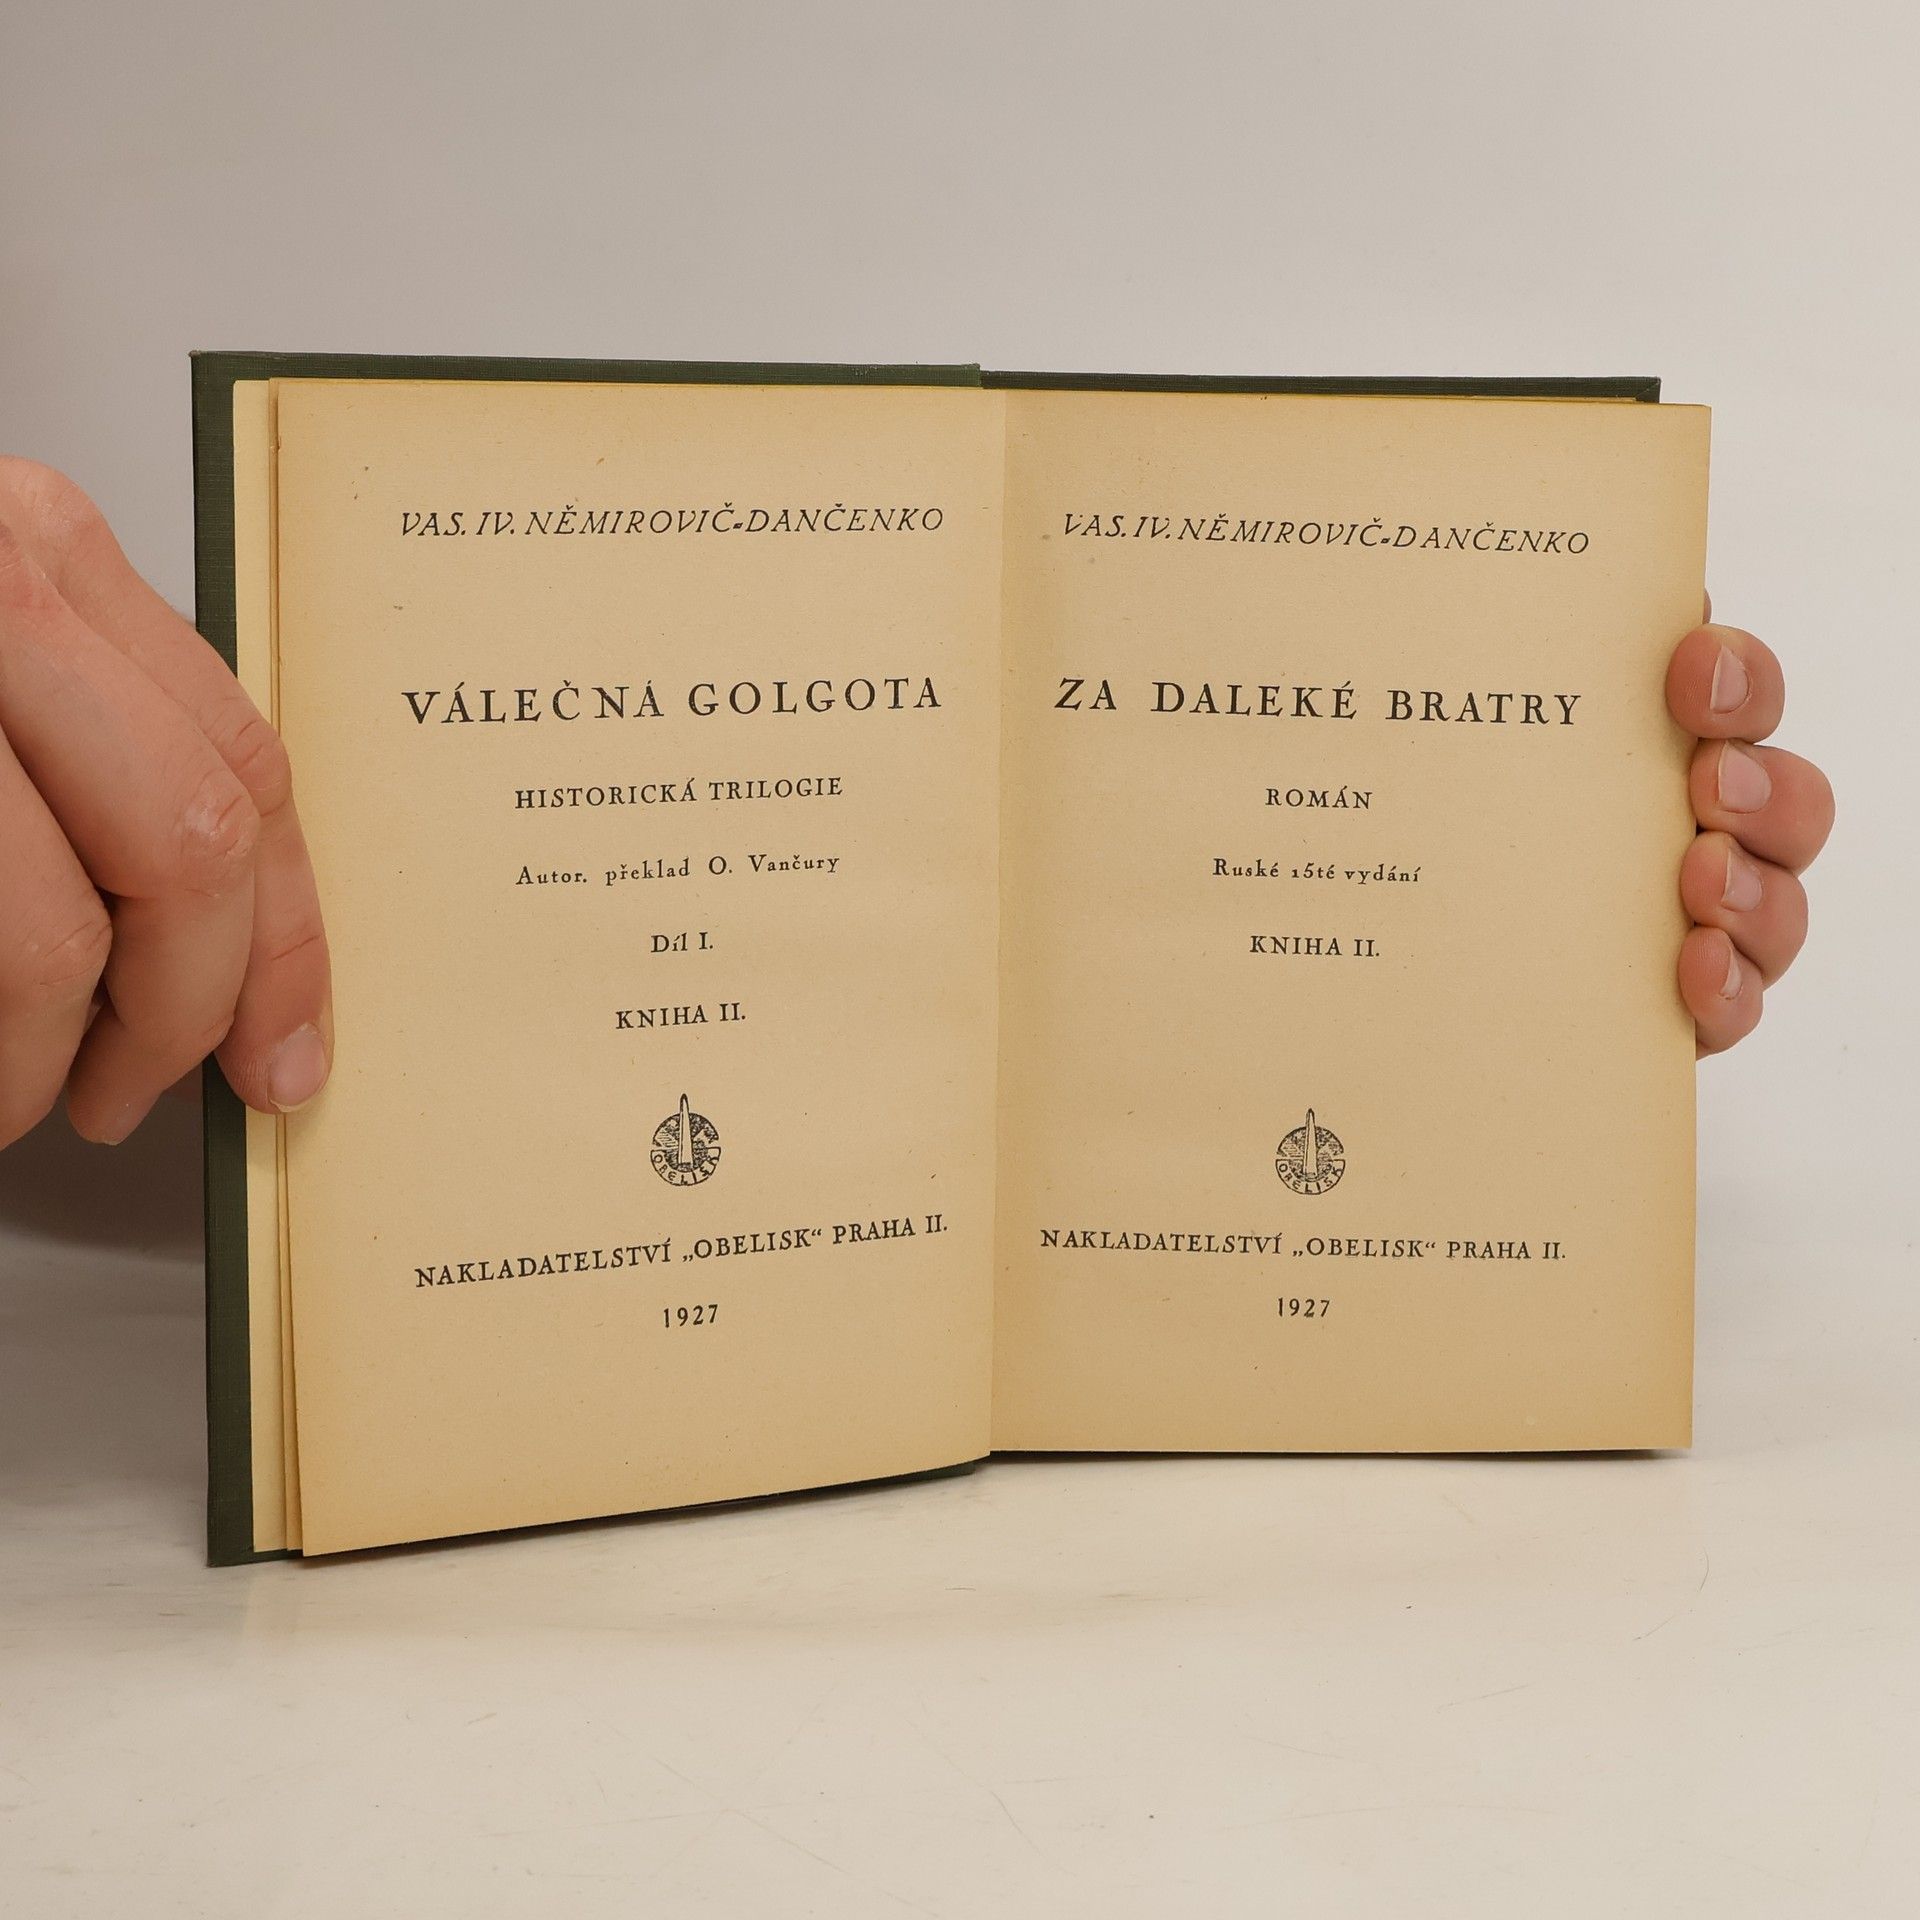 VAS. IV. NĚMIROVIČ-DANČENKO
VÁLEČNÁ GOLGOTA
HISTORICKÁ TRILOGIE
Autor. překlad O. Vančury
Díl I.
KNIHA II.
OBELISK
NAKLADATELSTVÍ „OBELISK“ PRAHA II.
1927
VAS. IV. NĚMIROVIČ-DANČENKO
ZA DALEKÉ BRATRY
ROMÁN
Ruské 15té vydání
KNIHA II.
OBELISK
NAKLADATELSTVÍ „OBELISK“ PRAHA II.
1927